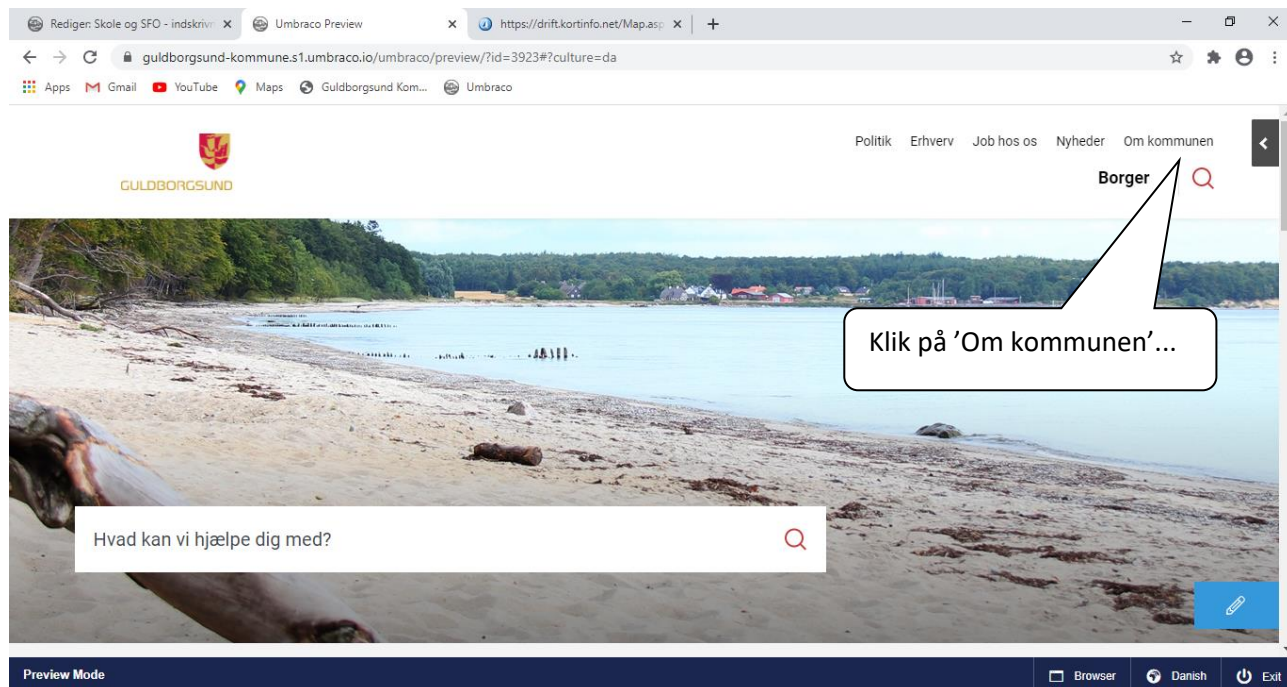 Rediger: Skole og SFO - indskrivn
Umbraco Preview
https://drift.kortinfo.net/Map.asp
guldborgsund-kommune.s1.umbraco.io/umbraco/preview/?id=3923#?culture=da
Apps Gmail YouTube Maps Guldborgsund Kom... Umbraco
Politik Erhverv Job hos os Nyheder Om kommunen
Borger
GULDBORGSUND
Klik på ’Om kommunen’...
Hvad kan vi hjælpe dig med?
Preview Mode Browser Danish Exit